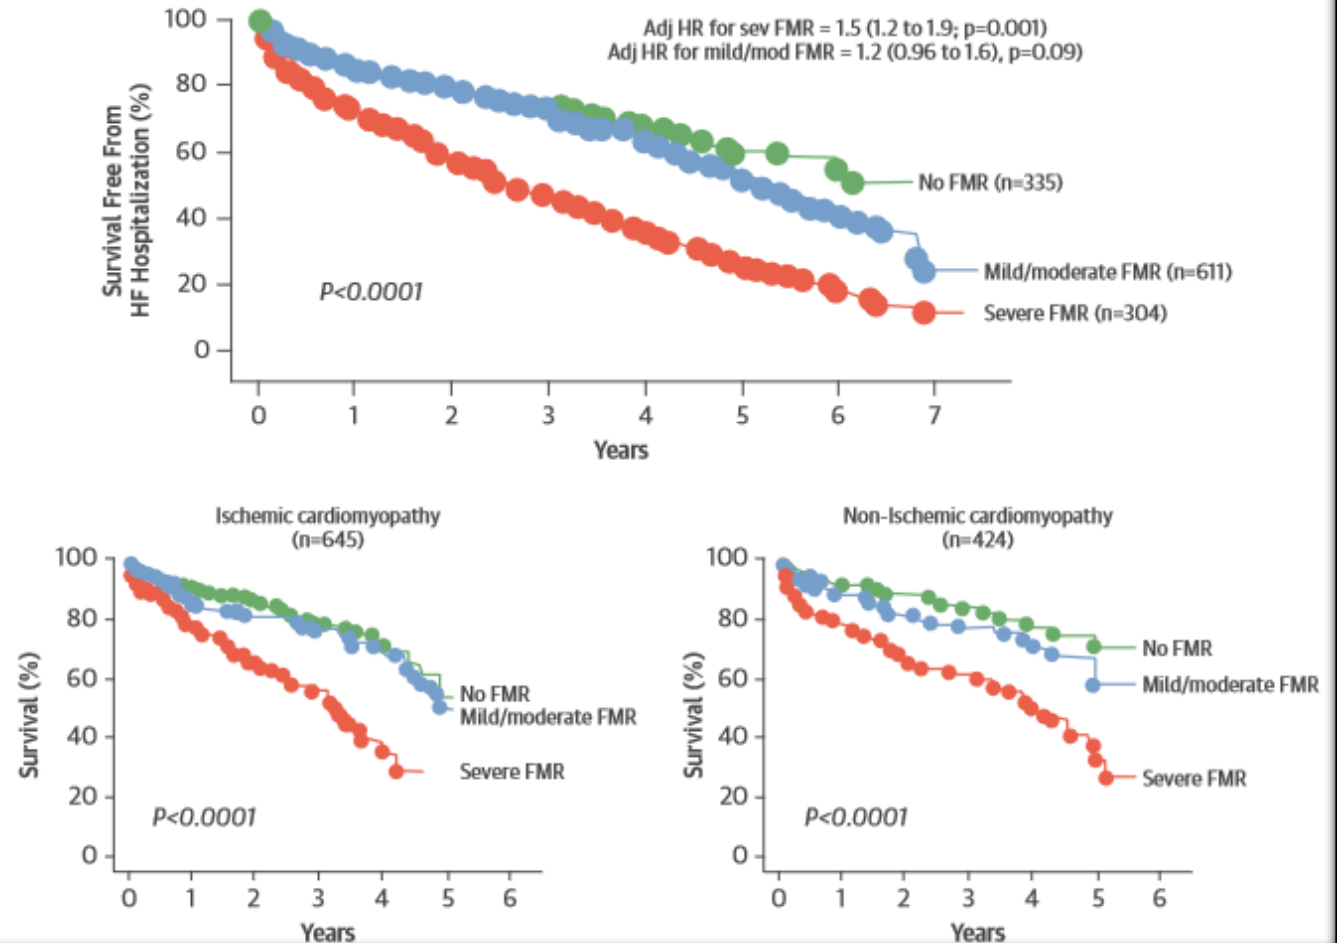 Adj HR for sev FMR = 1.5 (1.2 to 1.9; p=0.001)
Adj HR for mild/mod FMR = 1.2 (0.96 to 1.6), p=0.09)
Survival Free From
HF Hospitalization (%)
100
80
60
40
20
0
No FMR (n=335)
Mild/moderate FMR (n=611)
Severe FMR (n=304)
P<0.0001
0 1 2 3 4 5 6 7
Years
Ischemic cardiomyopathy
(n=645)
Survival (%)
100
80
60
40
20
0
No FMR
Mild/moderate FMR
Severe FMR
P<0.0001
0 1 2 3 4 5 6
Years
Non-Ischemic cardiomyopathy
(n=424)
Survival (%)
100
80
60
40
20
0
No FMR
Mild/moderate FMR
Severe FMR
P<0.0001
0 1 2 3 4 5 6
Years